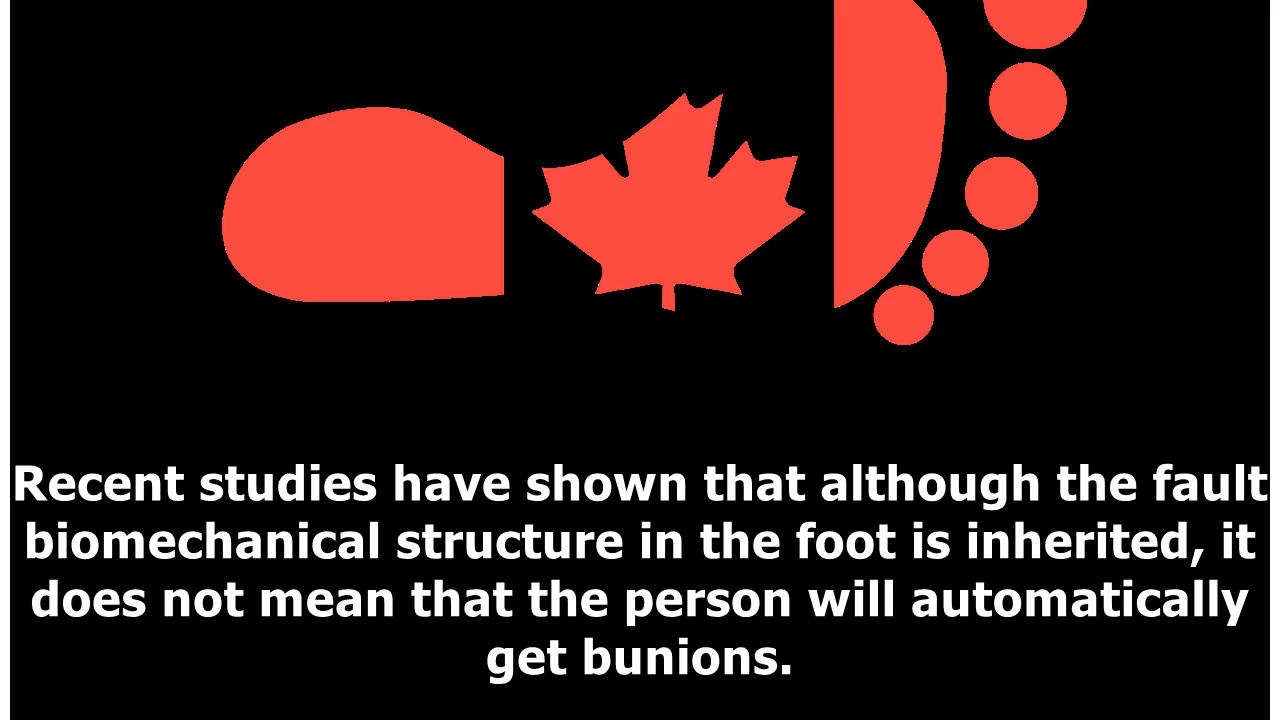 Recent studies have shown that although the fault
biomechanical structure in the foot is inherited, it
does not mean that the person will automatically
get bunions.